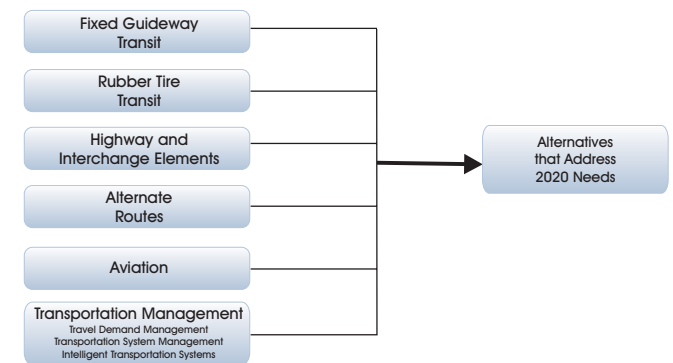 Fixed Guideway
Transit
Rubber Tire
Transit
Highway and
Interchange Elements
Alternate
Routes
Aviation
Transportation Management
Travel Demand Management
Transportation System Management
Intelligent Transportation Systems
Alternatives
that Address
2020 Needs